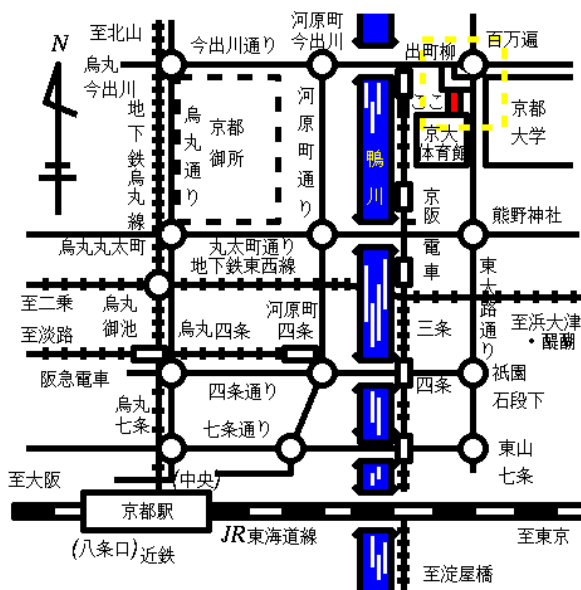 至北山
今出川通り
河原町
今出川
出町柳
百万遍
N
烏丸
今出川
地下鉄烏丸線
烏丸通り
京都
御所
河原町通り
鴨川
ここ
京大
体育館
京都
大学
京阪電車
熊野神社
烏丸丸太町
丸太町通り
地下鉄東西線
東大路通り
至二乗
烏丸
御池
河原町
四条
至淡路
烏丸
四条
三条
至浜大津
・醍醐
阪急電車
四条通り
四条
祇園
石段下
烏丸
七条
七条通り
東山
七条
至大阪
(中央)
京都駅
JR東海道線
至東京
(八条口)
近鉄
至淀屋橋